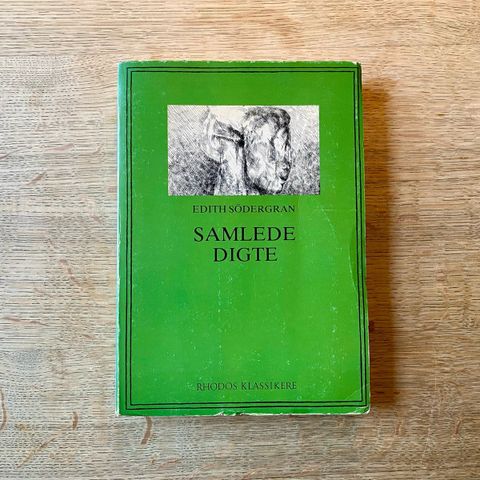 EDITH SÖDERGRAN
SAMLEDE
DIGTE
RHODOS KLASSIKERE